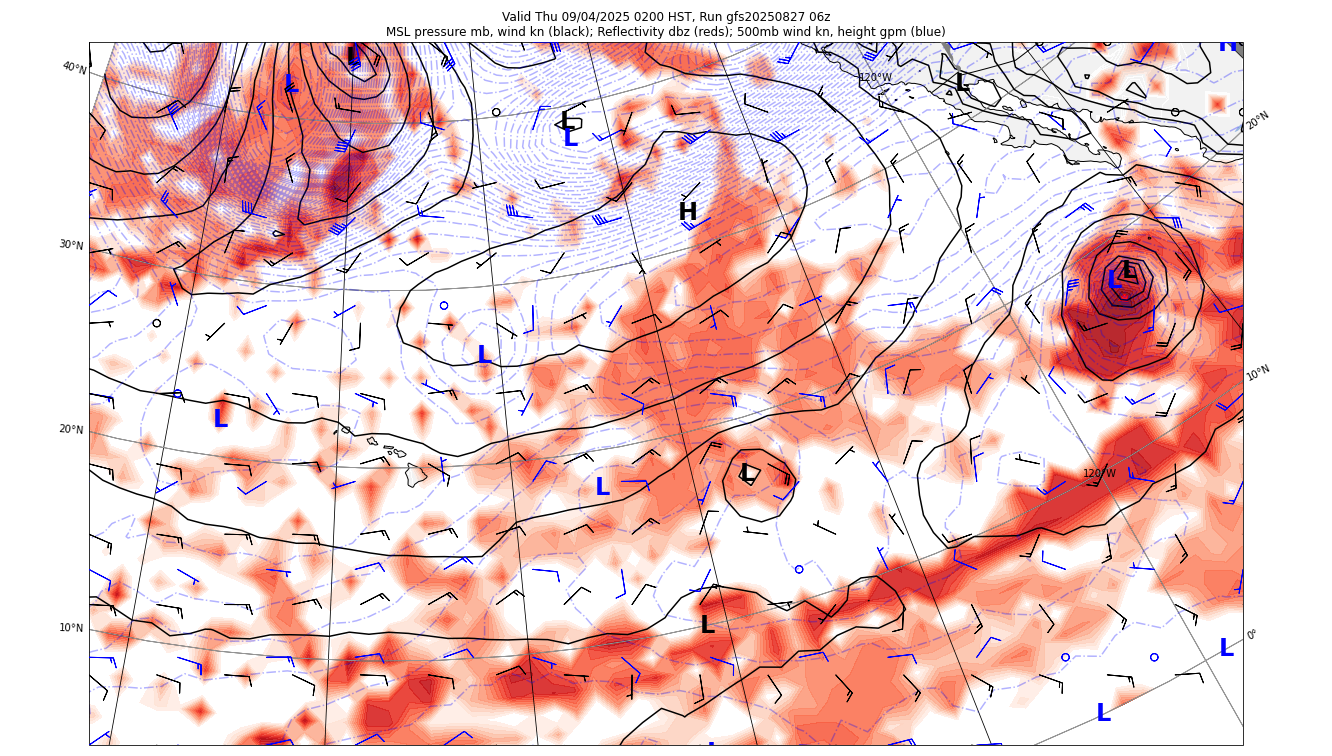 Valid Thu 09/04/2025 0200 HST, Run gfs20250827 06z
MSL pressure mb, wind kn (black); Reflectivity dbz (reds); 500mb wind kn, height gpm (blue)
H
L
40°N
L
120°W
L
L
L
20°N
H
30°N
L
L
L
10°N
L
20°N
L
L
120°W
10°N
L
0°
L
L
L